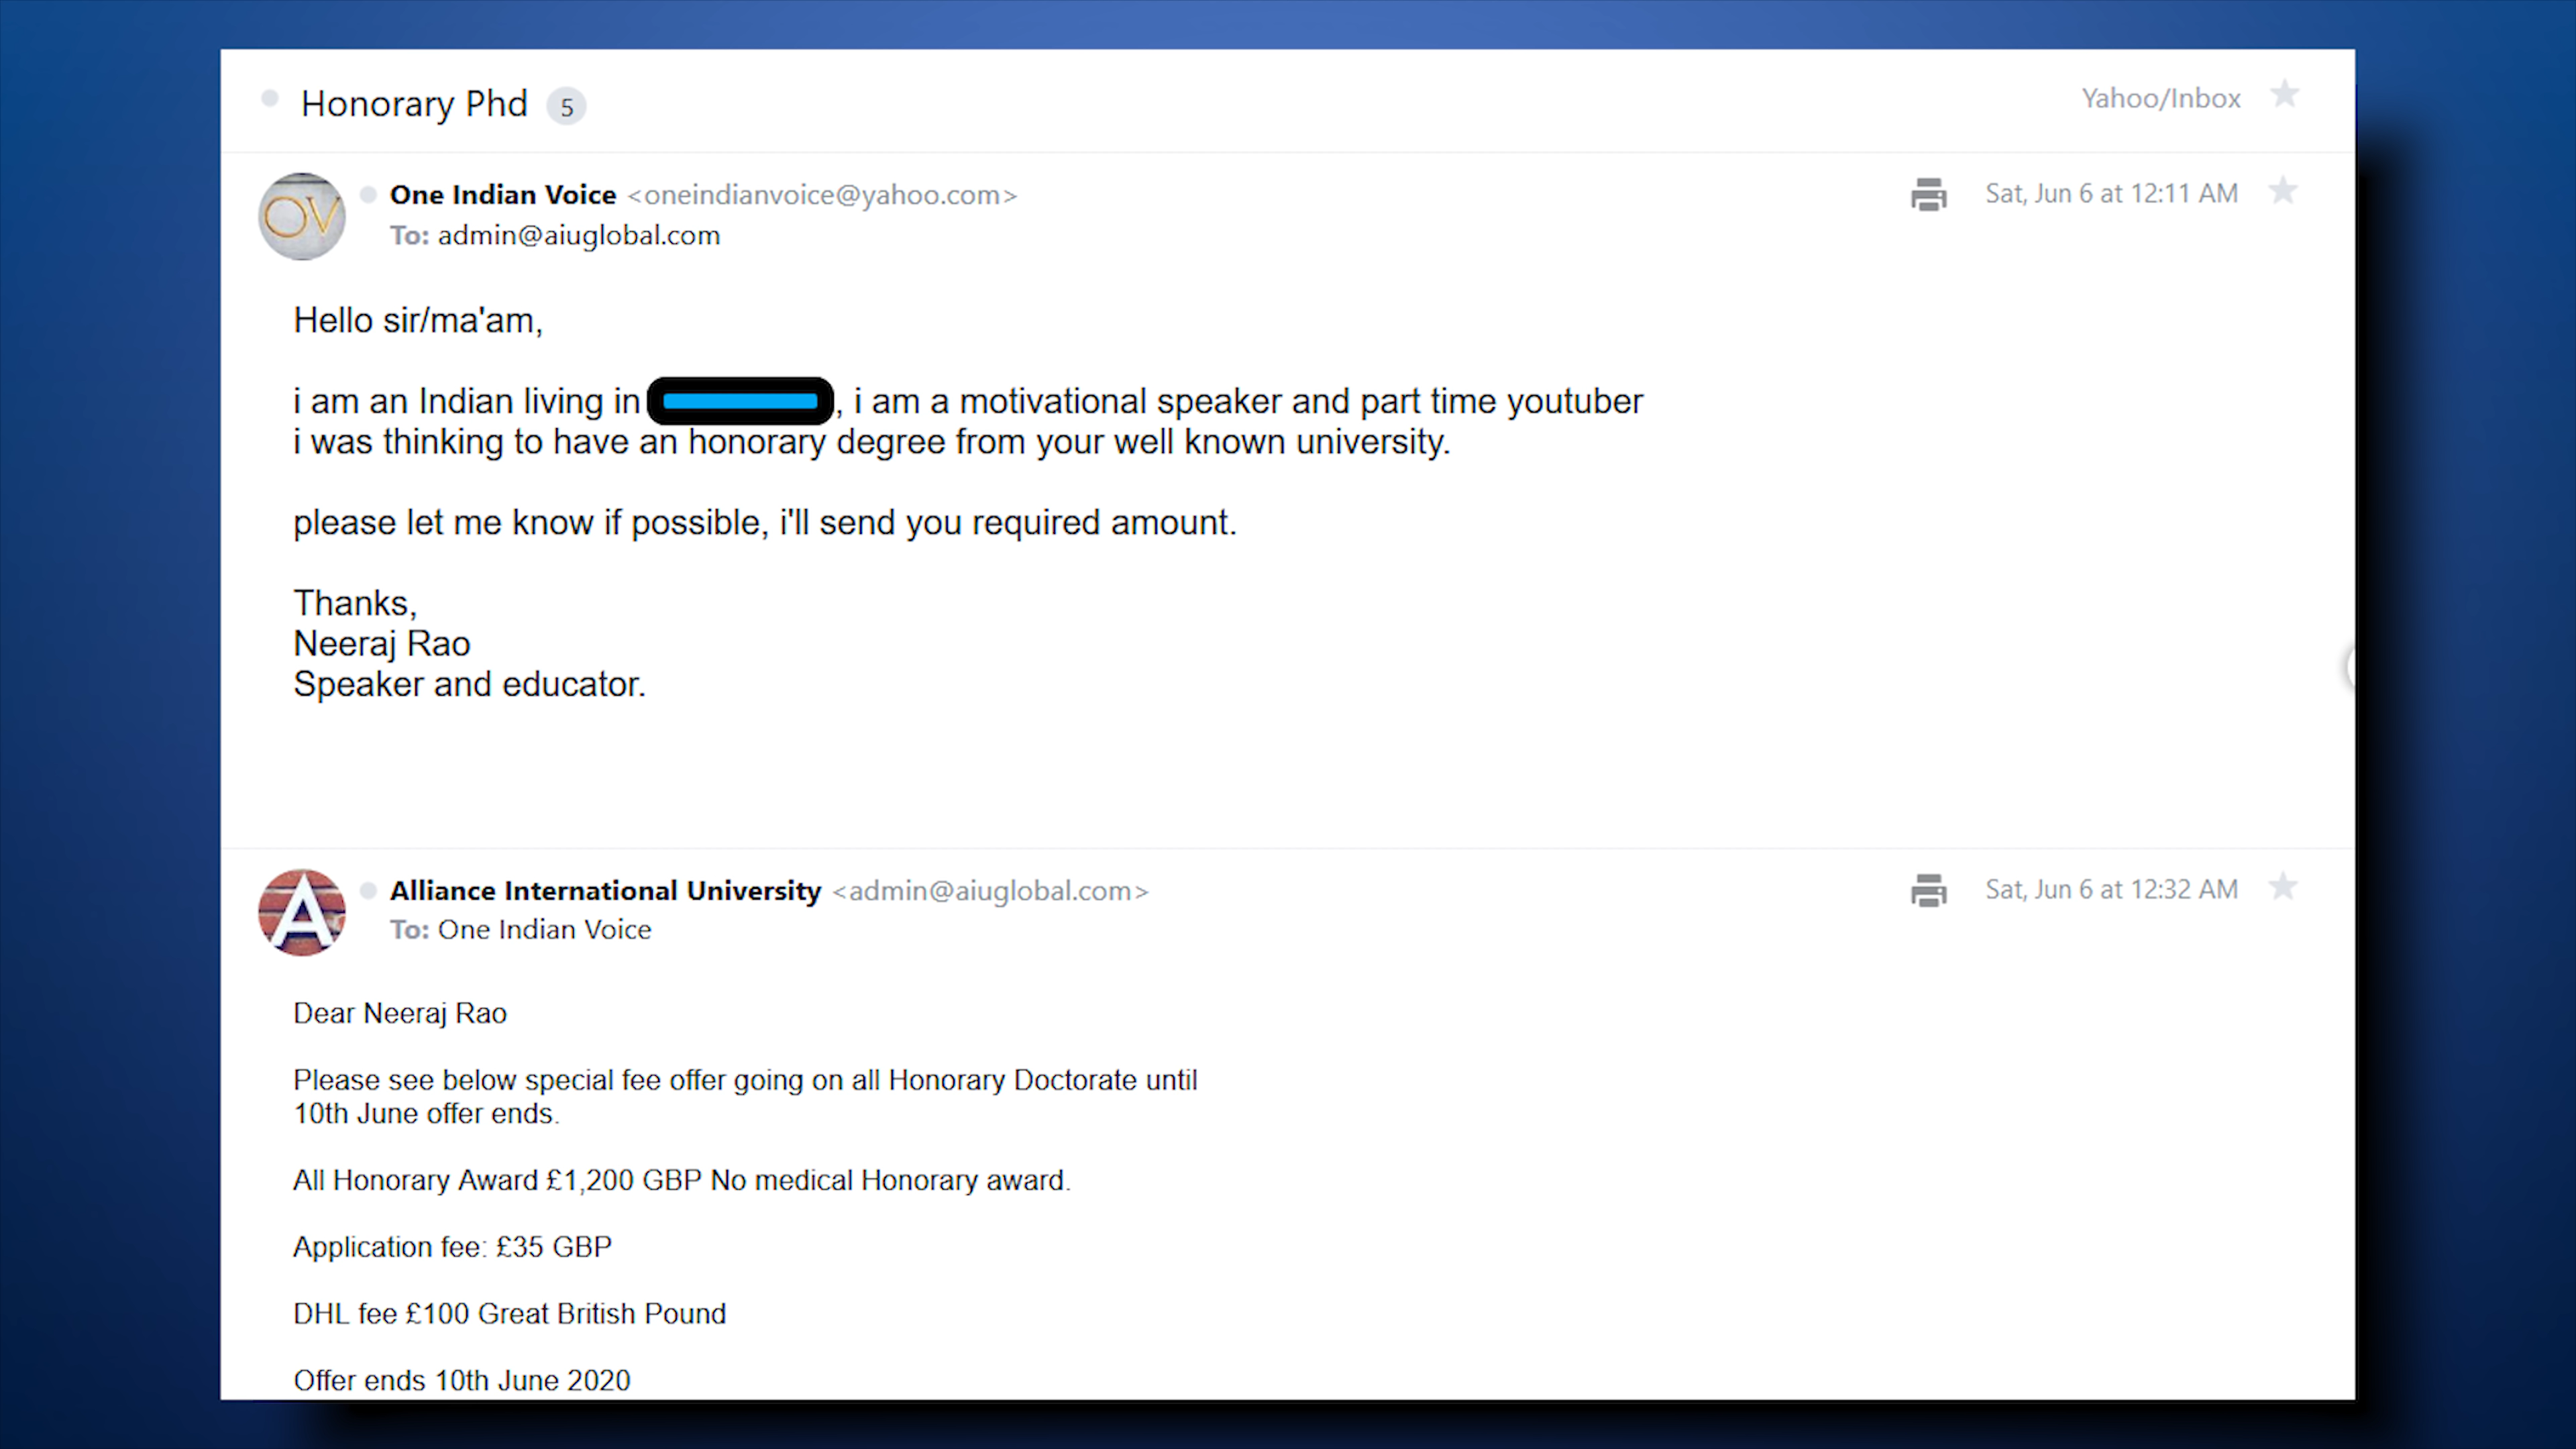 Honorary Phd 5
Yahoo/Inbox
OV
One Indian Voice <oneindianvoice@yahoo.com>
Sat, Jun 6 at 12:11 AM
To: admin@aiuglobal.com
Hello sir/ma'am,
i am an Indian living in , i am a motivational speaker and part time youtuber
i was thinking to have an honorary degree from your well known university.
please let me know if possible, i'll send you required amount.
Thanks,
Neeraj Rao
Speaker and educator.
A
Alliance International University <admin@aiuglobal.com>
Sat, Jun 6 at 12:32 AM
To: One Indian Voice
Dear Neeraj Rao
Please see below special fee offer going on all Honorary Doctorate until
10th June offer ends.
All Honorary Award £1,200 GBP No medical Honorary award.
Application fee: £35 GBP
DHL fee £100 Great British Pound
Offer ends 10th June 2020